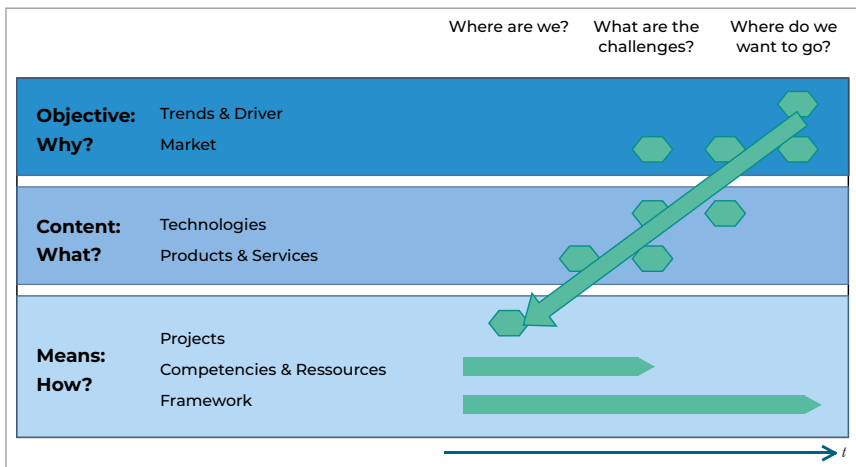 Where are we?
What are the
challenges?
Where do we
want to go?
Objective:
Why?
Trends & Driver
Market
Content:
What?
Technologies
Products & Services
Means:
How?
Projects
Competencies & Ressources
Framework
t